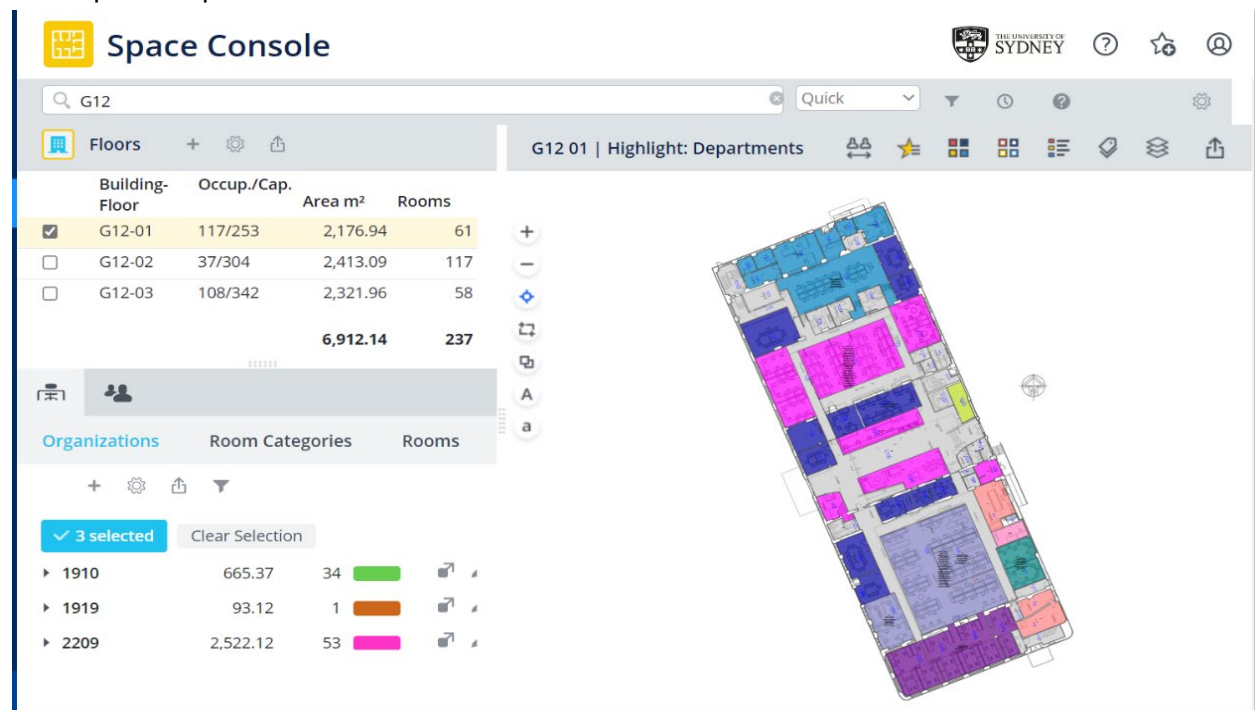 Space Console
THE UNIVERSITY OF
SYDNEY
G12
Quick
Floors
G12 01 | Highlight: Departments
Building-Floor Occup./Cap. Area m² Rooms
G12-01 117/253 2,176.94 61
G12-02 37/304 2,413.09 117
G12-03 108/342 2,321.96 58
6,912.14 237
A
a
Organizations Room Categories Rooms
3 selected Clear Selection
1910 665.37 34
1919 93.12 1
2209 2,522.12 53